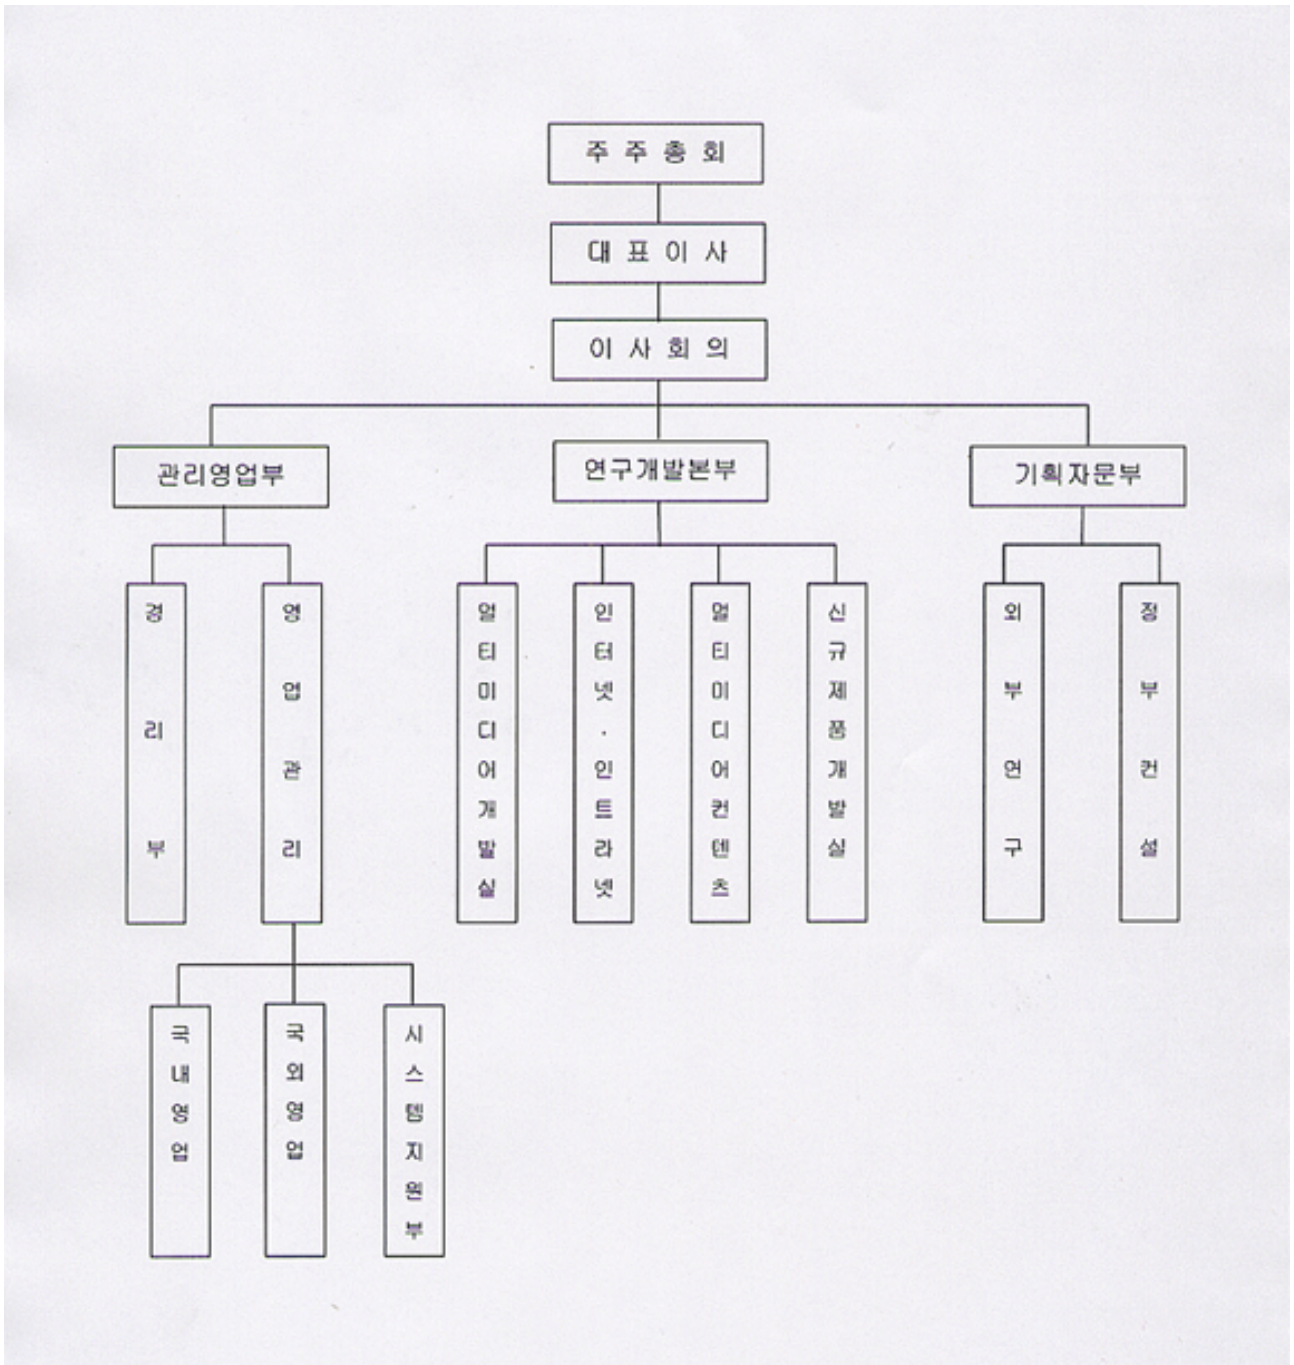 주주총회
대표이사
이사회의
관리영업부
연구개발본부
기획자문부
경리부
영업관리
멀티미디어개발실
인터넷·인트라넷
멀티미디어컨텐츠
신규제품개발실
외부연구
정부컨설
국내영업
국외영업
시스템지원부